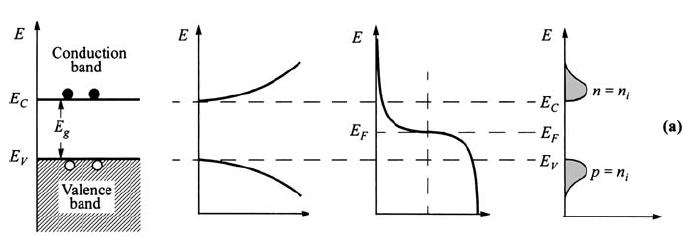 E
Conduction
band
E_C
E_g
E_V
Valence
band
E
E
E_F
E
n = n_i
E_C
E_F
(a)
E_V
p = n_i